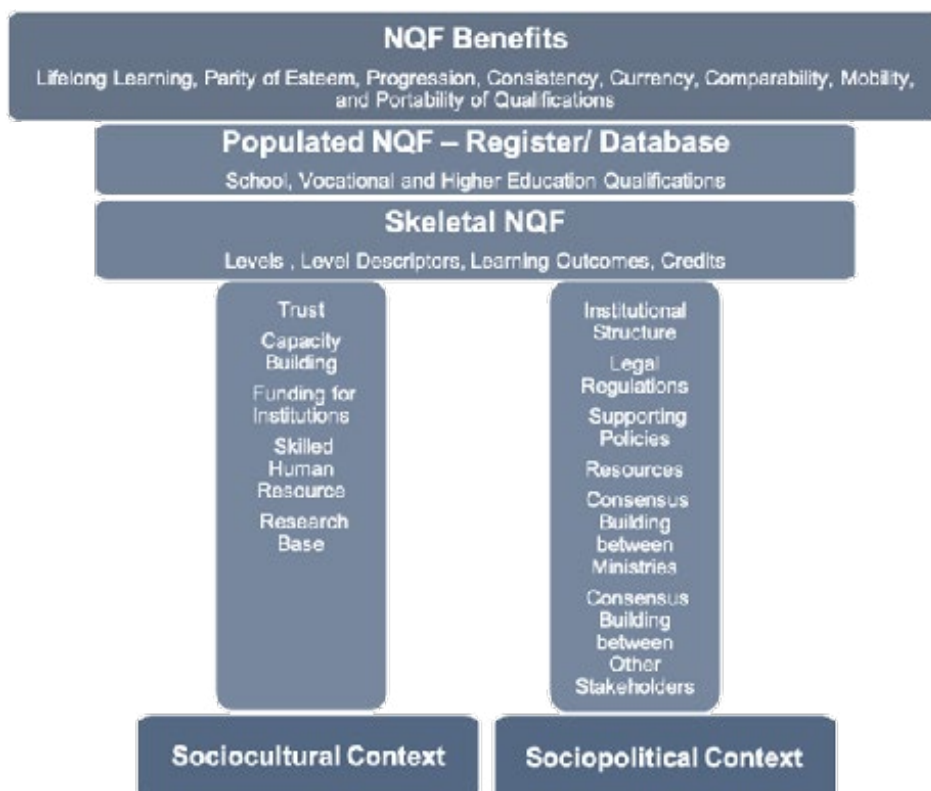 NQF Benefits
Lifelong Learning, Parity of Esteem, Progression, Consistency, Currency, Comparability, Mobility,
and Portability of Qualifications
Populated NQF – Register/ Database
School, Vocational and Higher Education Qualifications
Skeletal NQF
Levels , Level Descriptors, Learning Outcomes, Credits
Trust
Capacity
Building
Funding for
Institutions
Skilled
Human
Resource
Research
Base
Institutional
Structure
Legal
Regulations
Supporting
Policies
Resources
Consensus
Building
between
Ministries
Consensus
Building
between
Other
Stakeholders
Sociocultural Context
Sociopolitical Context